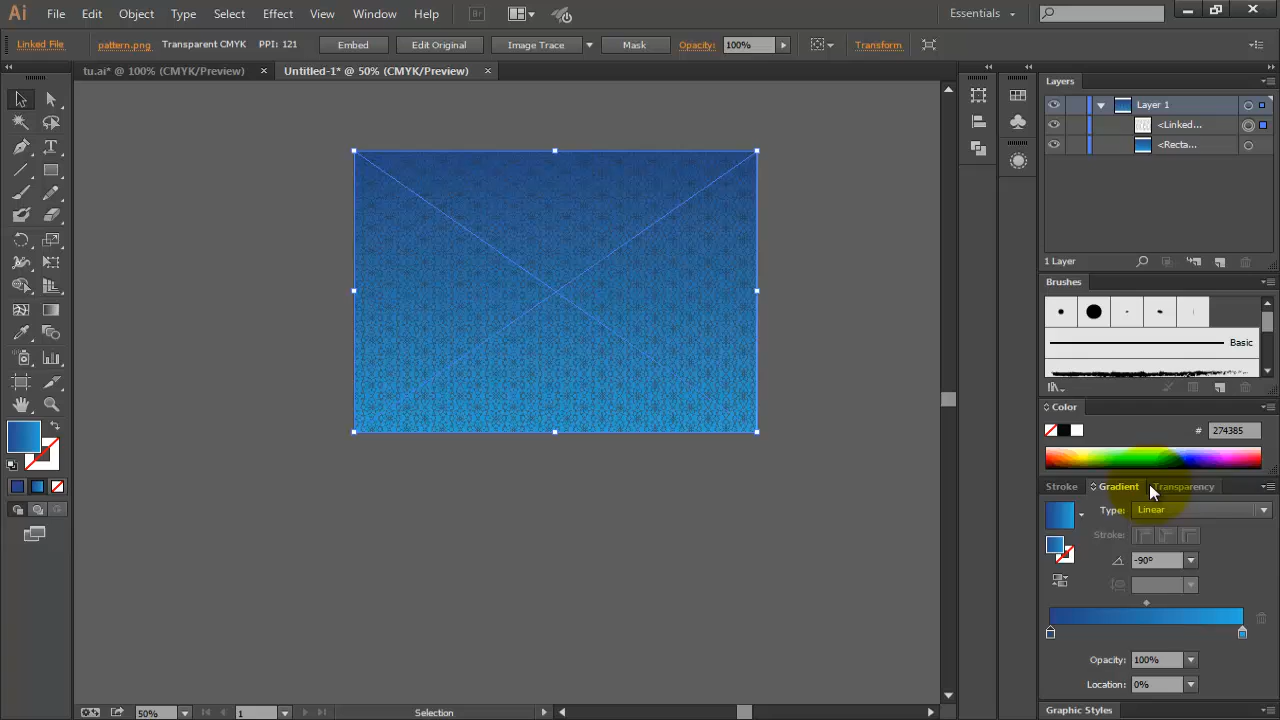 Ai File Edit Object Type Select Effect View Window Help Br Essentials
Linked File pattern.png Transparent CMYK PPI: 121 Embed Edit Original Image Trace Mask Opacity: 100% Transform
tu.ai* @ 100% (CMYK/Preview) Untitled-1* @ 50% (CMYK/Preview)
Layers
Layer 1
<Linked...
<Recta...
1 Layer
Brushes
Basic
Color
# 274385
Stroke Gradient Transparency
Type: Linear
Stroke:
-90°
Opacity: 100%
Location: 0%
Graphic Styles
50% 1 Selection